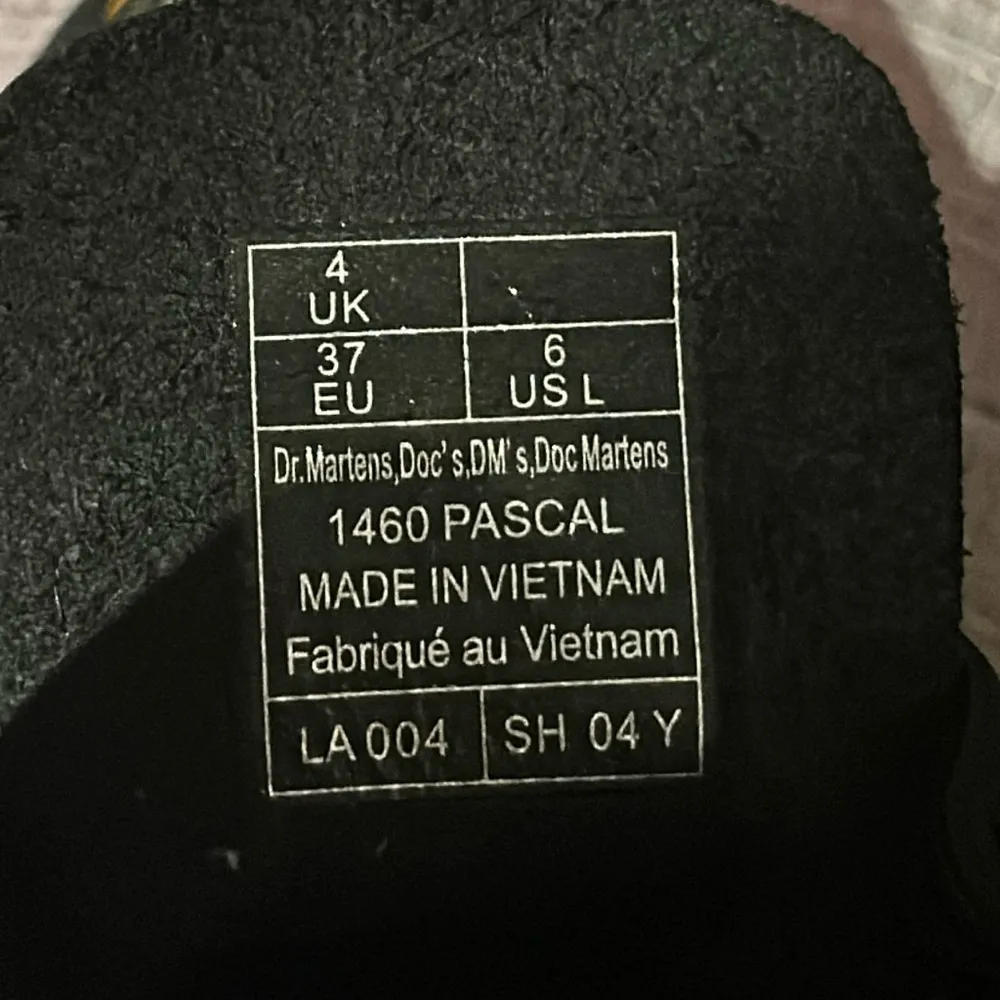 4
UK
37
EU
6
US L
Dr.Martens,Doc's,DM's,Doc Martens
1460 PASCAL
MADE IN VIETNAM
Fabriqué au Vietnam
LA 004
SH 04 Y